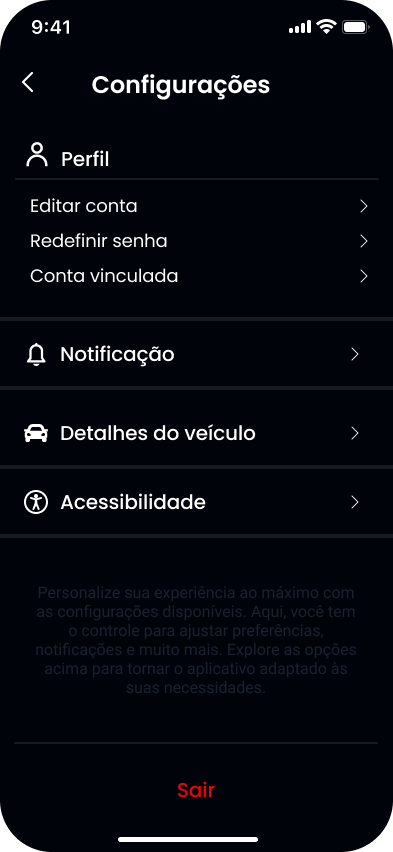 9:41
Configurações
Perfil
Editar conta
Redefinir senha
Conta vinculada
Notificação
Detalhes do veículo
Acessibilidade
Personalize sua experiência ao máximo com
as configurações disponíveis. Aqui, você tem
o controle para ajustar preferências,
notificações e muito mais. Explore as opções
acima para tornar o aplicativo adaptado às
suas necessidades.
Sair